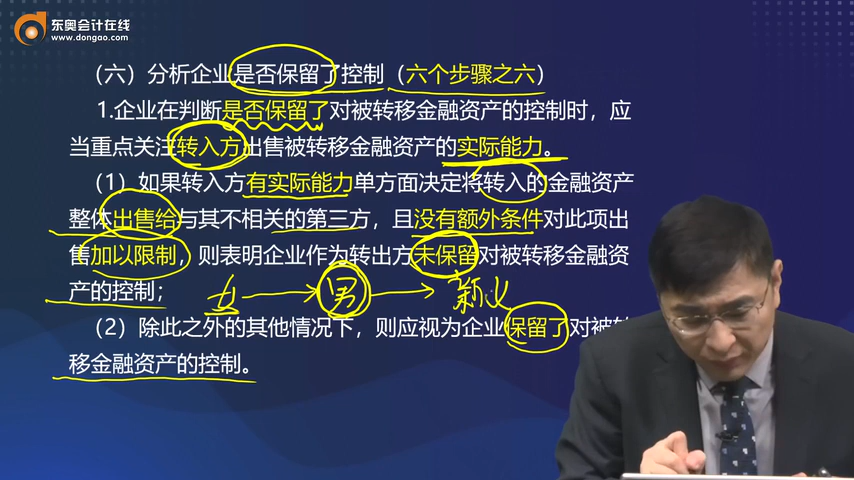 东奥会计在线
www.dongao.com
（六）分析企业是否保留了控制（六个步骤之六）
1.企业在判断是否保留了对被转移金融资产的控制时，应
当重点关注转入方出售被转移金融资产的实际能力。
（1）如果转入方有实际能力单方面决定将转入的金融资产
整体出售给与其不相关的第三方，且没有额外条件对此项出
售加以限制，则表明企业作为转出方未保留对被转移金融资
产的控制；
男
（2）除此之外的其他情况下，则应视为企业保留了对被转
移金融资产的控制。